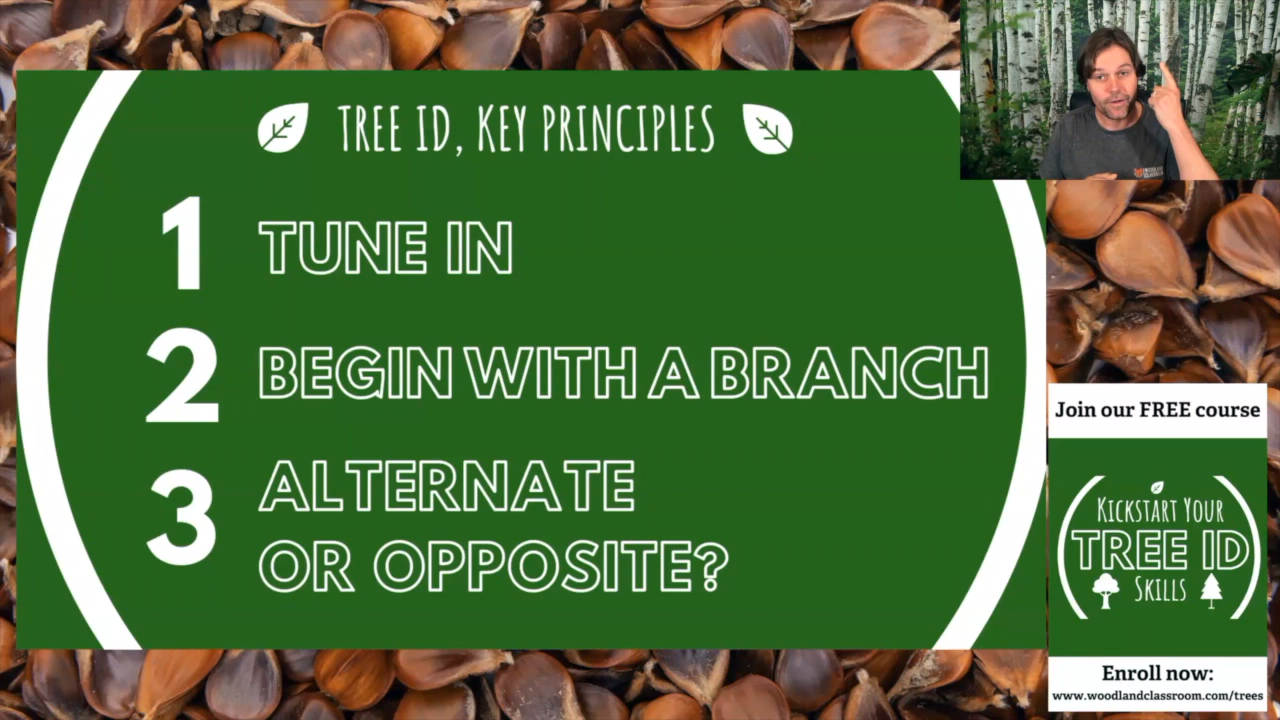 TREE ID, KEY PRINCIPLES
1 TUNE IN
2 BEGIN WITH A BRANCH
3 ALTERNATE
OR OPPOSITE?
Join our FREE course
KICKSTART YOUR
TREE ID
SKILLS
Enroll now:
www.woodlandclassroom.com/trees